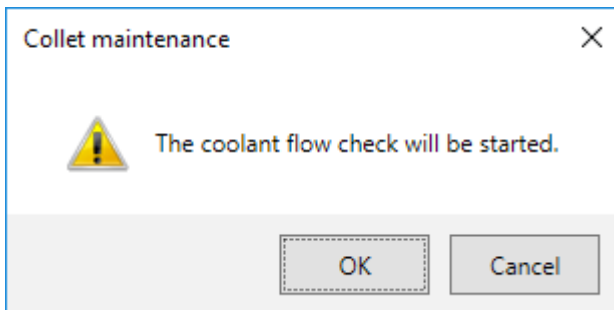 Collet maintenance
The coolant flow check will be started.
OK
Cancel